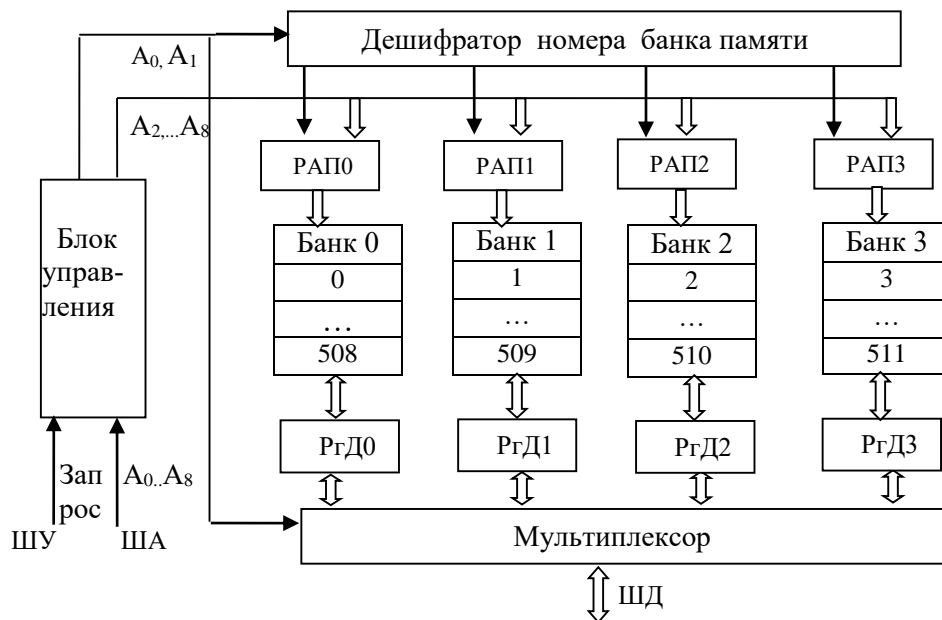 Дешифратор номера банка памяти
A₀, A₁
A₂,...A₈
РАП0 РАП1 РАП2 РАП3
Блок
управ-
ления
Банк 0 Банк 1 Банк 2 Банк 3
0 1 2 3
... ... ... ...
508 509 510 511
РгД0 РгД1 РгД2 РгД3
Зап
рос
A₀..A₈
ШУ ША
Мультиплексор
ШД